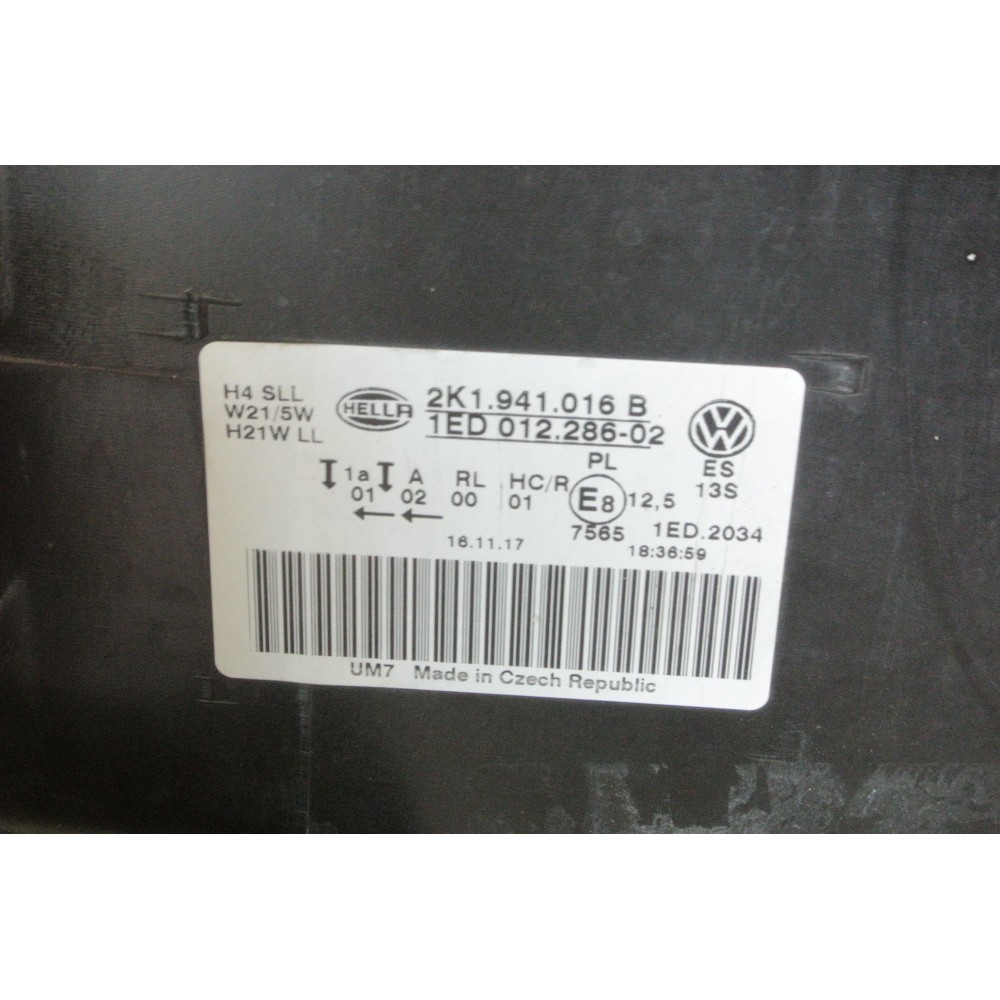 H4 SLL
W21/5W
H21W LL
HELLA
2K1.941.016 B
1ED 012.286-02
VW
ES
13S
1a A RL HC/R PL
01 02 00 01 E8 12,5
7565 1ED.2034
16.11.17 18:36:59
UM7 Made in Czech Republic